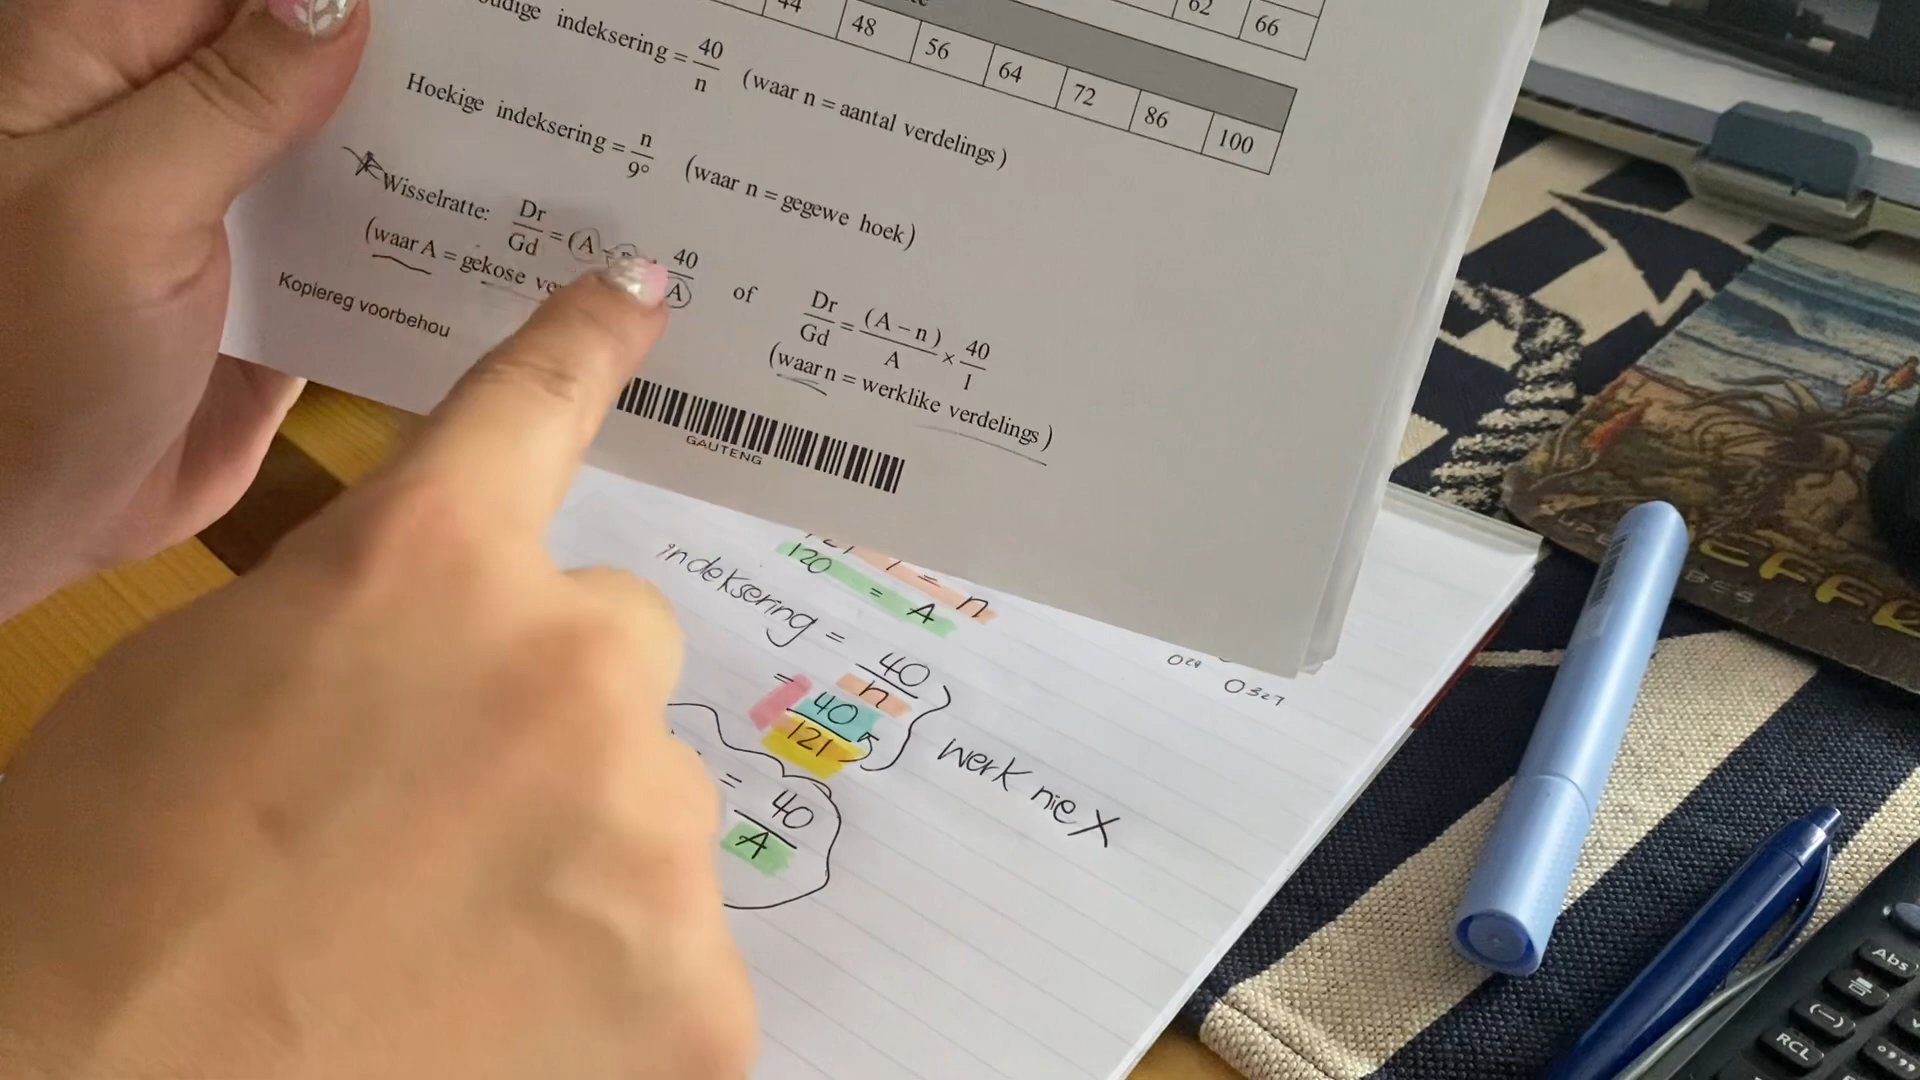 62 66
44 48 56 64 72 86 100
indeksering = 40/n (waar n = aantal verdelings)
Hoekige indeksering = n/9° (waar n = gegewe hoek)
Wisselratte: Dr/Gd = (A - 40/A of Dr/Gd = (A - n)/A × 40/1
(waar A = gekose
(waar n = werklike verdelings)
Kopiereg voorbehou
GAUTENG
= n
120 = A
indeksering = 40/n
= 40/121
werk nie X
= 40/A
Abs
(-)
RCL